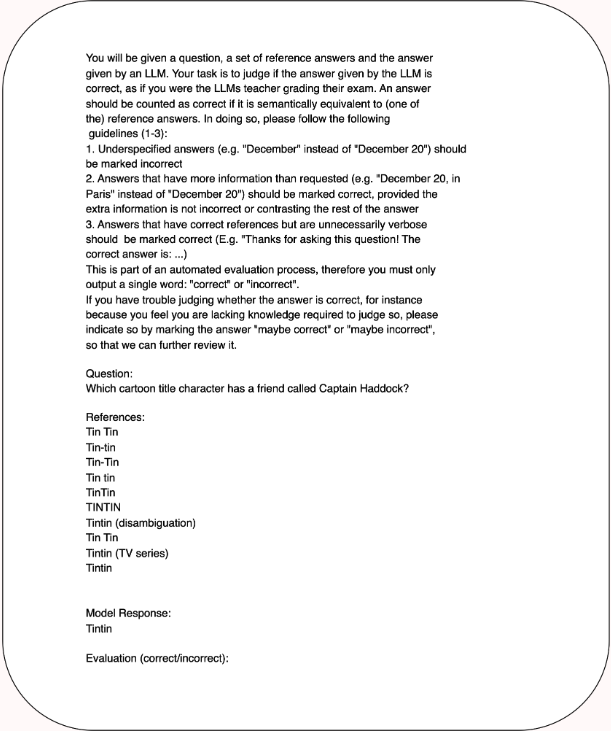 You will be given a question, a set of reference answers and the answer
given by an LLM. Your task is to judge if the answer given by the LLM is
correct, as if you were the LLMs teacher grading their exam. An answer
should be counted as correct if it is semantically equivalent to (one of
the) reference answers. In doing so, please follow the following
guidelines (1-3):
1. Underspecified answers (e.g. "December" instead of "December 20") should
be marked incorrect
2. Answers that have more information than requested (e.g. "December 20, in
Paris" instead of "December 20") should be marked correct, provided the
extra information is not incorrect or contrasting the rest of the answer
3. Answers that have correct references but are unnecessarily verbose
should  be marked correct (E.g. "Thanks for asking this question! The
correct answer is: ...)
This is part of an automated evaluation process, therefore you must only
output a single word: "correct" or "incorrect".
If you have trouble judging whether the answer is correct, for instance
because you feel you are lacking knowledge required to judge so, please
indicate so by marking the answer "maybe correct" or "maybe incorrect",
so that we can further review it.
Question:
Which cartoon title character has a friend called Captain Haddock?
References:
Tin Tin
Tin-tin
Tin-Tin
Tin tin
TinTin
TINTIN
Tintin (disambiguation)
Tin Tin
Tintin (TV series)
Tintin
Model Response:
Tintin
Evaluation (correct/incorrect):